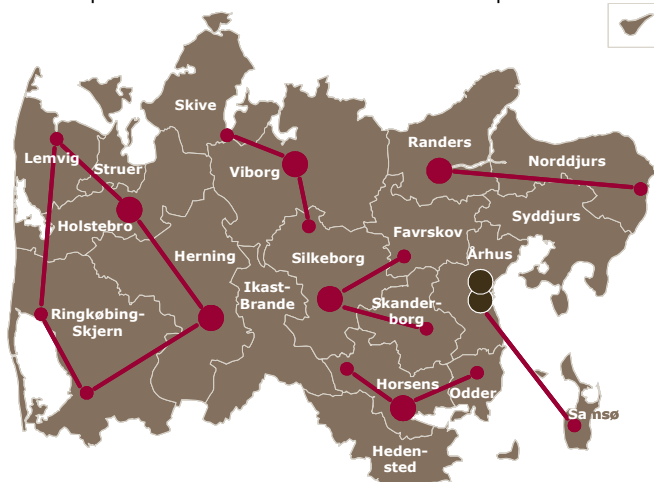 Skive
Randers
Lemvig
Struer
Viborg
Norddjurs
Holstebro
Favrskov
Syddjurs
Herning
Silkeborg
Århus
Ikast-
Brande
Ringkøbing-
Skjern
Skander-
borg
Horsens
Odder
Samsø
Heden-
sted